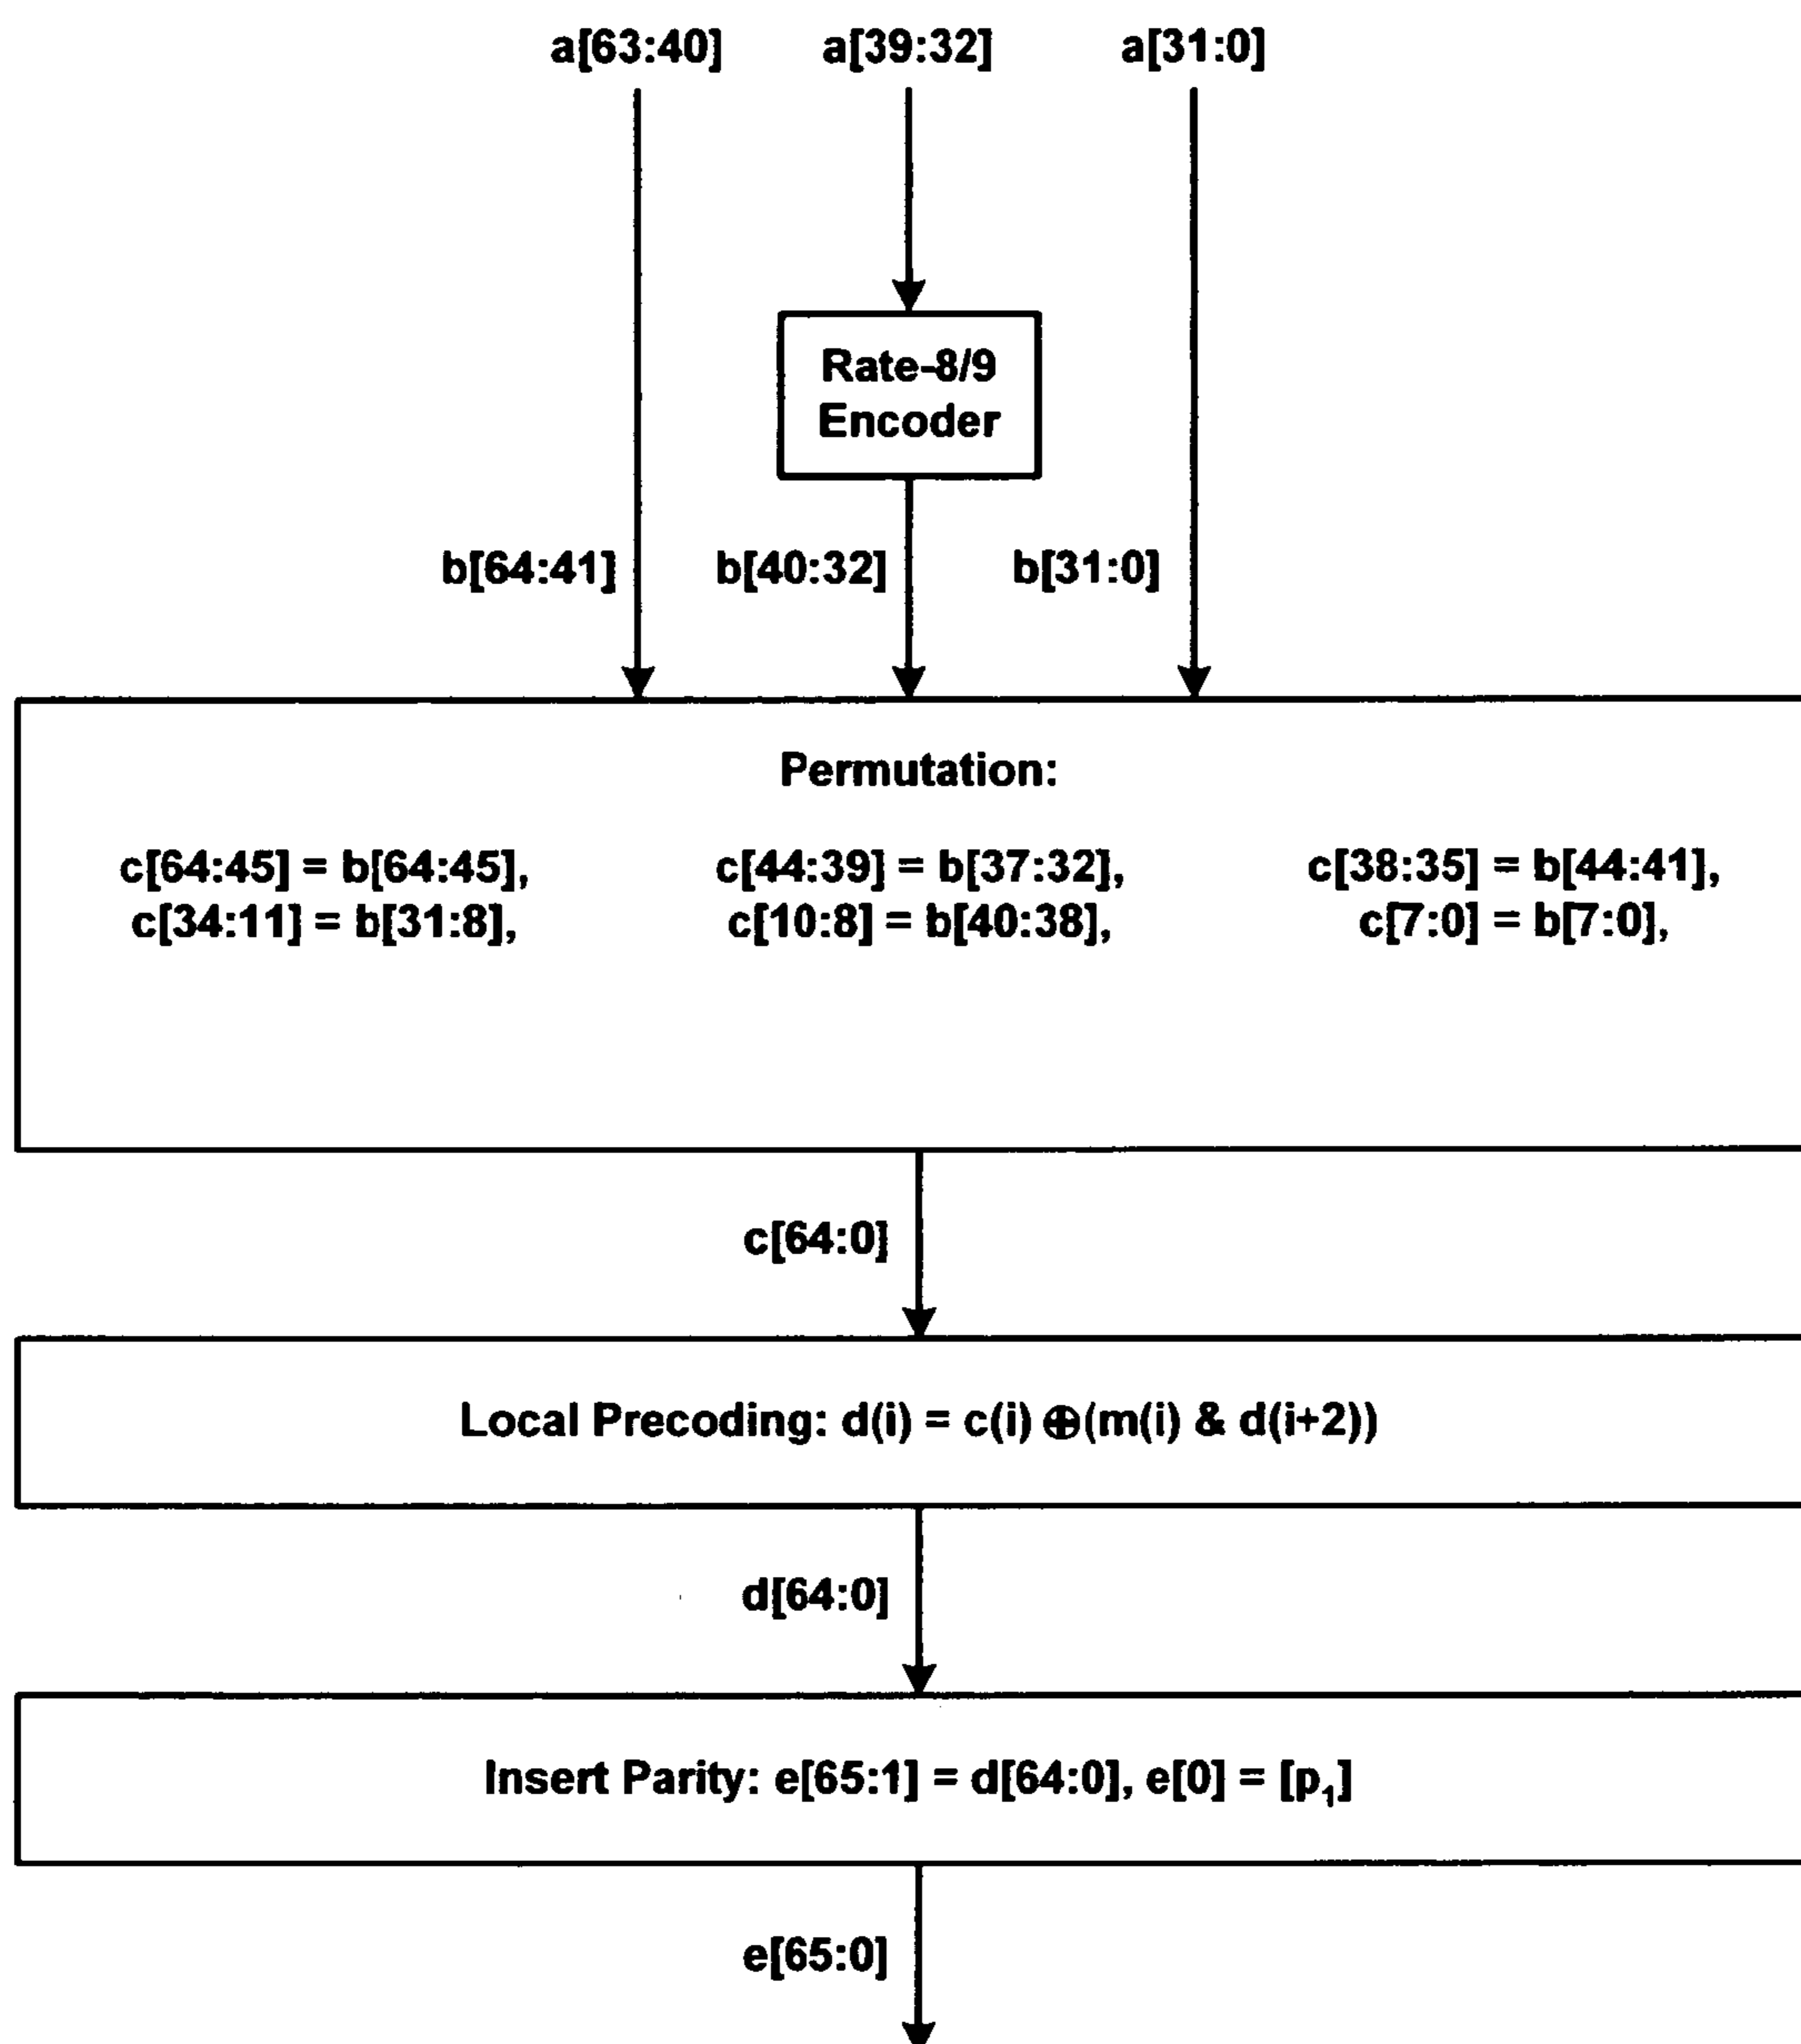 a[63:40] a[39:32] a[31:0]
Rate-8/9
Encoder
b[64:41] b[40:32] b[31:0]
Permutation:
c[64:45] = b[64:45], c[44:39] = b[37:32], c[38:35] = b[44:41],
c[34:11] = b[31:8], c[10:8] = b[40:38], c[7:0] = b[7:0],
c[64:0]
Local Precoding: d(i) = c(i) ⊕(m(i) & d(i+2))
d[64:0]
Insert Parity: e[65:1] = d[64:0], e[0] = [p₁]
e[65:0]